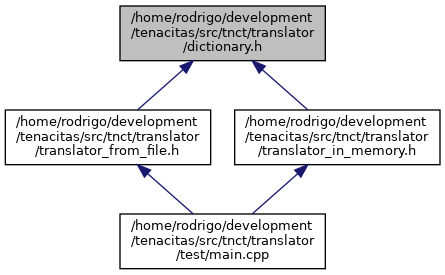 /home/rodrigo/development
tenacitas/src/tnct/translator
/dictionary.h
/home/rodrigo/development
tenacitas/src/tnct/translator
/translator_from_file.h
/home/rodrigo/development
tenacitas/src/tnct/translator
/translator_in_memory.h
/home/rodrigo/development
tenacitas/src/tnct/translator
/test/main.cpp